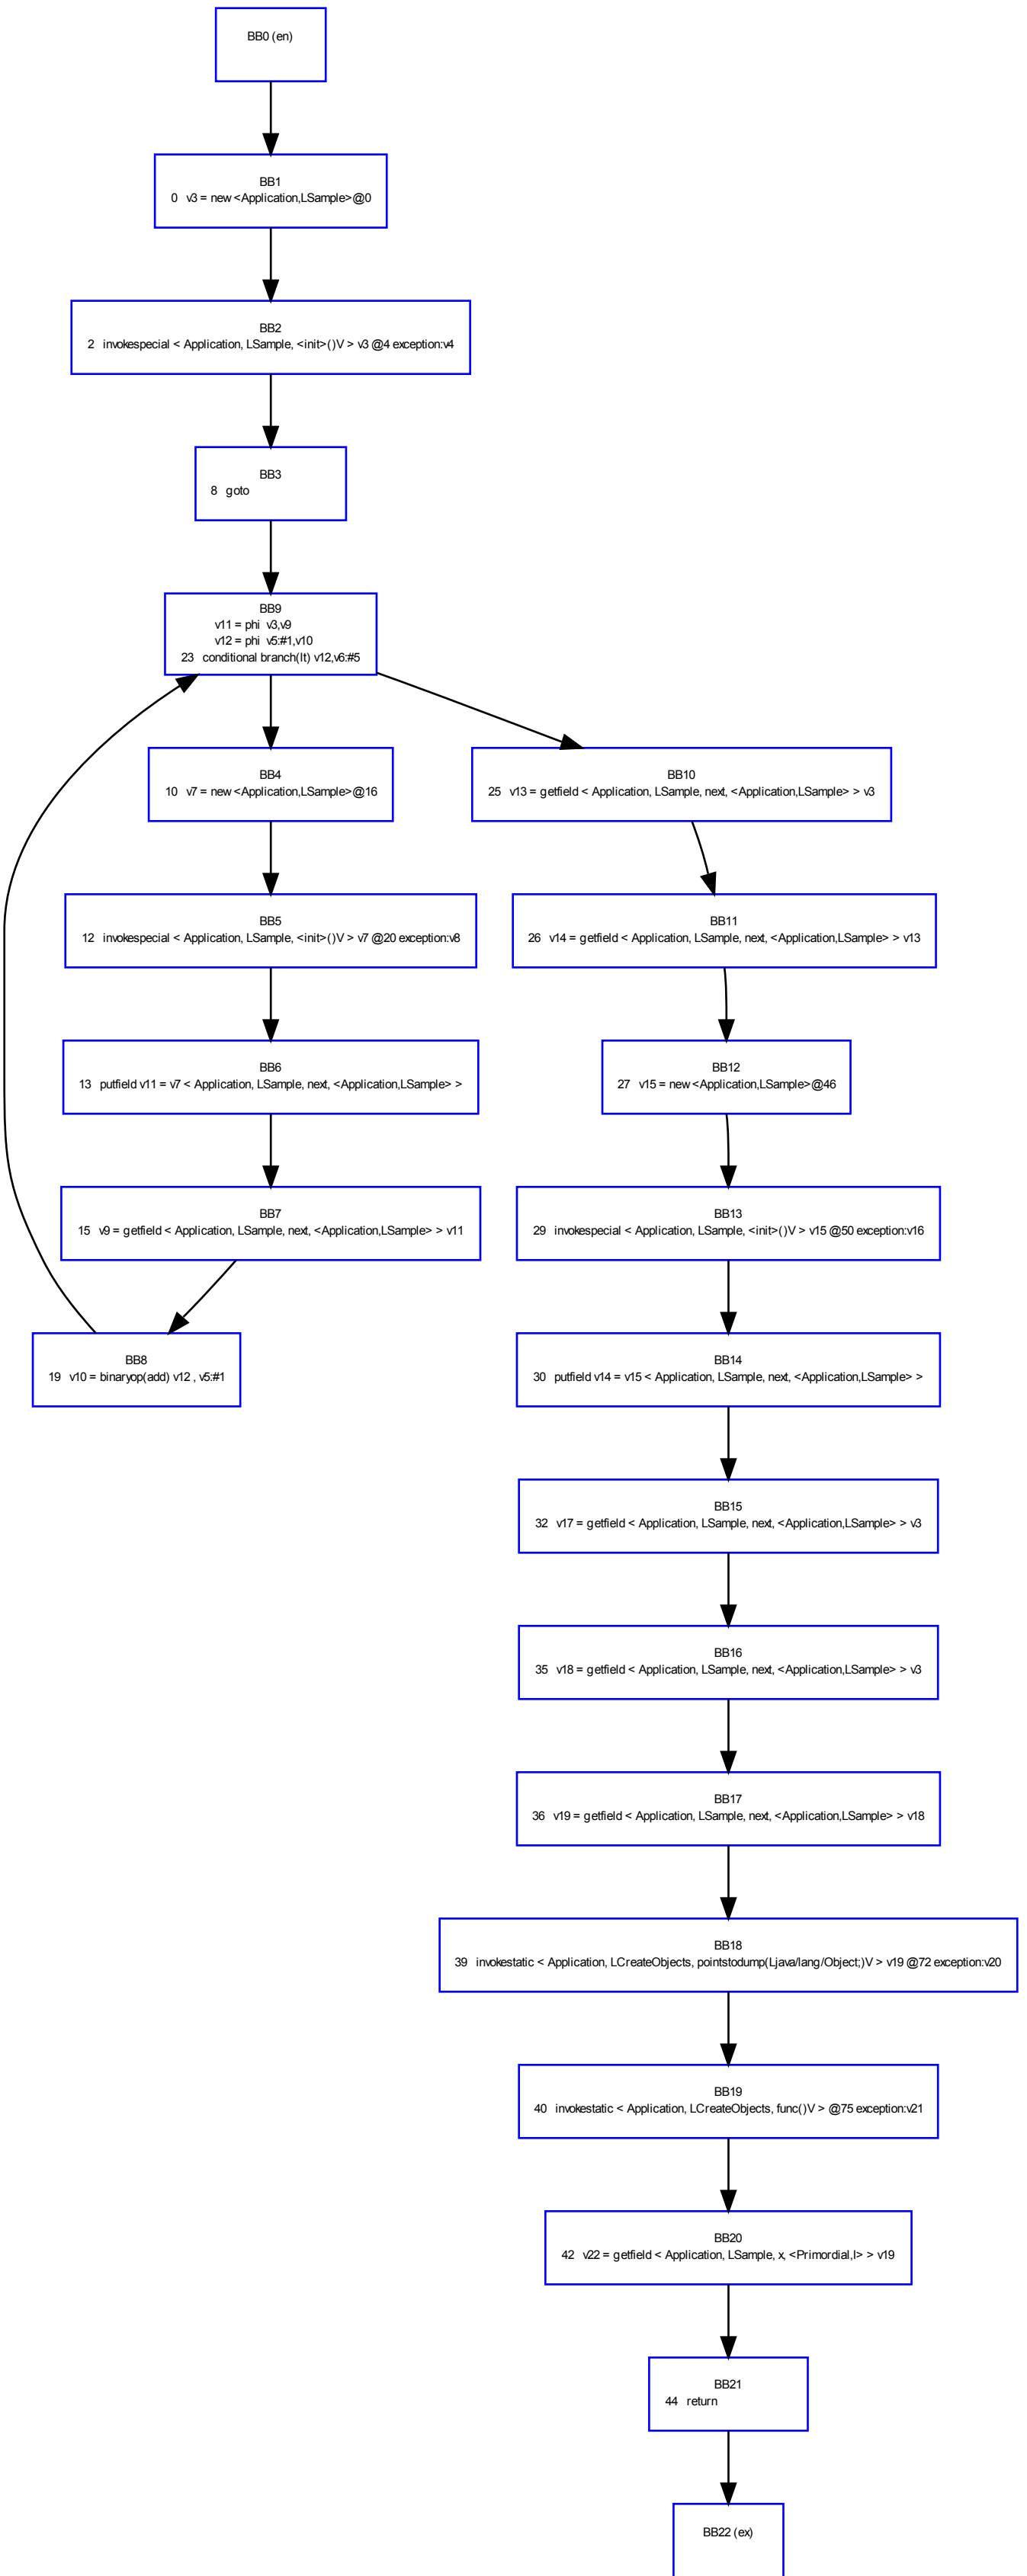 BB0 (en)
BB1
0 v3 = new <Application,LSample>@0
BB2
2 invokespecial < Application, LSample, <init>()V > v3 @4 exception:v4
BB3
8 goto
BB9
v11 = phi v3,v9
v12 = phi v5:#1,v10
23 conditional branch(lt) v12,v6:#5
BB4
10 v7 = new <Application,LSample>@16
BB10
25 v13 = getfield < Application, LSample, next, <Application,LSample> > v3
BB5
12 invokespecial < Application, LSample, <init>()V > v7 @20 exception:v8
BB11
26 v14 = getfield < Application, LSample, next, <Application,LSample> > v13
BB6
13 putfield v11 = v7 < Application, LSample, next, <Application,LSample> >
BB12
27 v15 = new <Application,LSample>@46
BB7
15 v9 = getfield < Application, LSample, next, <Application,LSample> > v11
BB13
29 invokespecial < Application, LSample, <init>()V > v15 @50 exception:v16
BB8
19 v10 = binaryop(add) v12 , v5:#1
BB14
30 putfield v14 = v15 < Application, LSample, next, <Application,LSample> >
BB15
32 v17 = getfield < Application, LSample, next, <Application,LSample> > v3
BB16
35 v18 = getfield < Application, LSample, next, <Application,LSample> > v3
BB17
36 v19 = getfield < Application, LSample, next, <Application,LSample> > v18
BB18
39 invokestatic < Application, LCreateObjects, pointstodump(Ljava/lang/Object;)V > v19 @72 exception:v20
BB19
40 invokestatic < Application, LCreateObjects, func()V > @75 exception:v21
BB20
42 v22 = getfield < Application, LSample, x, <Primordial,I> > v19
BB21
44 return
BB22 (ex)